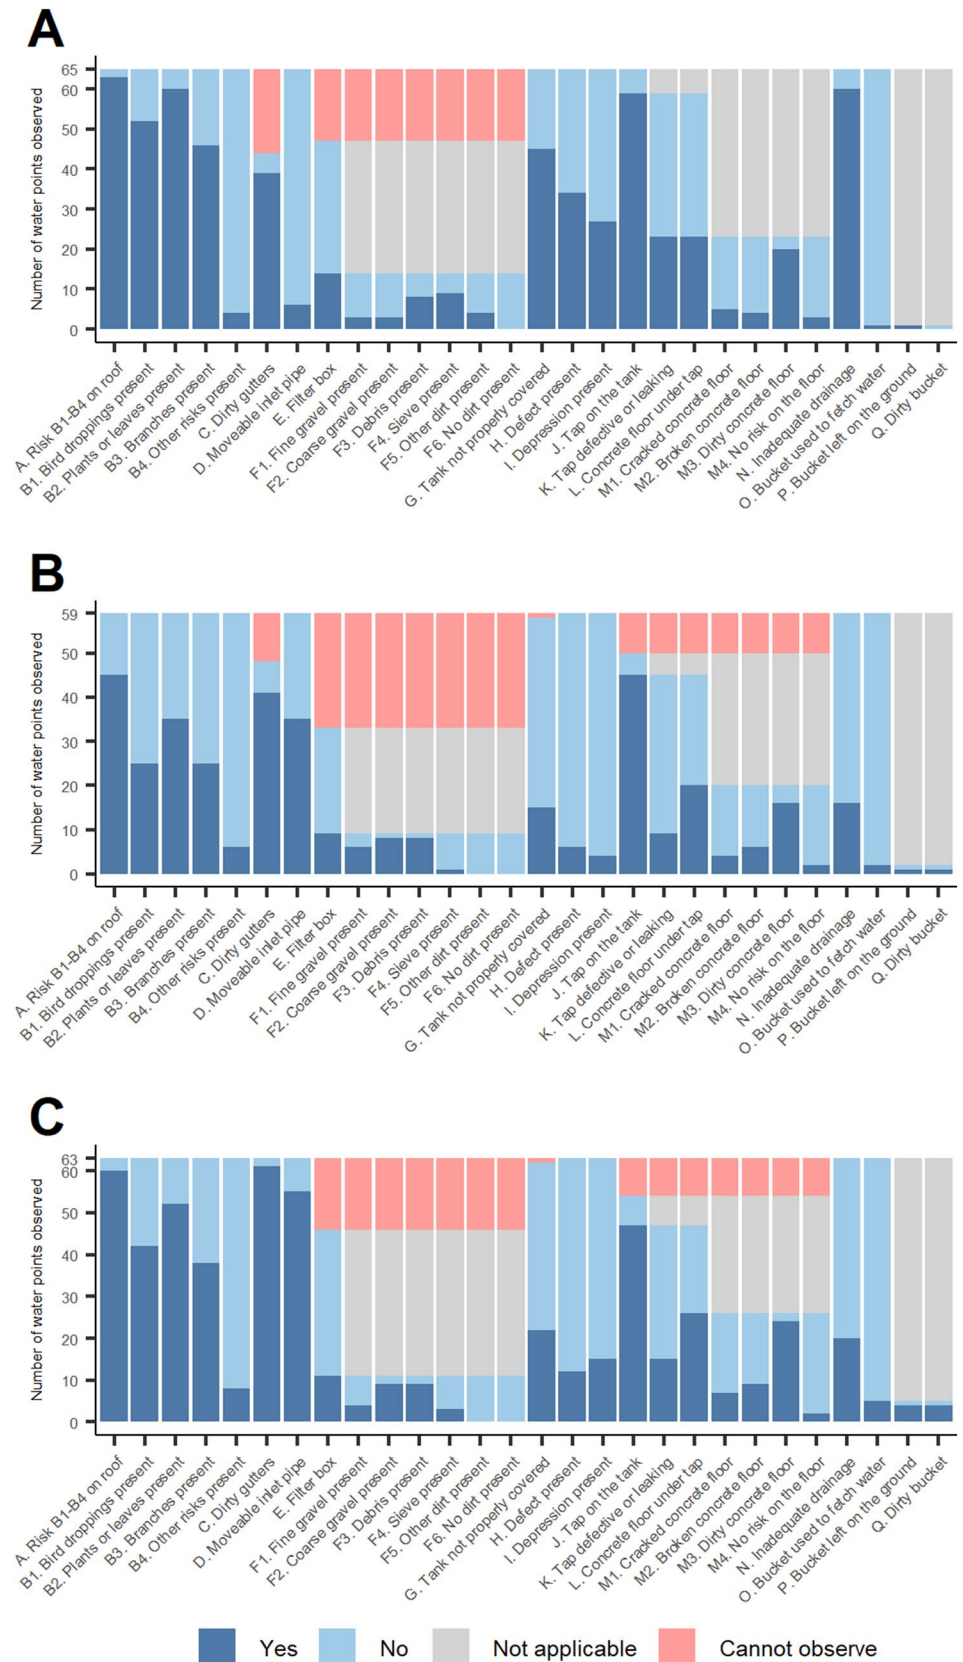 A
Number of water points observed
65
60
50
40
30
20
10
0
A. Risk B1-B4 on roof
B1. Bird droppings present
B2. Plants or leaves present
B3. Branches present
B4. Other risks present
C. Dirty gutters
D. Moveable inlet pipe
E. Filter box
F1. Fine gravel present
F2. Coarse gravel present
F3. Debris present
F4. Sieve present
F5. Other dirt present
F6. No dirt present
G. Tank not properly covered
H. Defect present
I. Depression present
J. Tap on the tank
K. Tap defective or leaking
L. Concrete floor under tap
M1. Cracked concrete floor
M2. Broken concrete floor
M3. Dirty concrete floor
M4. No risk on the floor
N. Inadequate drainage
O. Bucket used to fetch water
P. Bucket left on the ground
Q. Dirty bucket
B
Number of water points observed
59
50
40
30
20
10
0
A. Risk B1-B4 on roof
B1. Bird droppings present
B2. Plants or leaves present
B3. Branches present
B4. Other risks present
C. Dirty gutters
D. Moveable inlet pipe
E. Filter box
F1. Fine gravel present
F2. Coarse gravel present
F3. Debris present
F4. Sieve present
F5. Other dirt present
F6. No dirt present
G. Tank not properly covered
H. Defect present
I. Depression present
J. Tap on the tank
K. Tap defective or leaking
L. Concrete floor under tap
M1. Cracked concrete floor
M2. Broken concrete floor
M3. Dirty concrete floor
M4. No risk on the floor
N. Inadequate drainage
O. Bucket used to fetch water
P. Bucket left on the ground
Q. Dirty bucket
C
Number of water points observed
63
60
50
40
30
20
10
0
A. Risk B1-B4 on roof
B1. Bird droppings present
B2. Plants or leaves present
B3. Branches present
B4. Other risks present
C. Dirty gutters
D. Moveable inlet pipe
E. Filter box
F1. Fine gravel present
F2. Coarse gravel present
F3. Debris present
F4. Sieve present
F5. Other dirt present
F6. No dirt present
G. Tank not properly covered
H. Defect present
I. Depression present
J. Tap on the tank
K. Tap defective or leaking
L. Concrete floor under tap
M1. Cracked concrete floor
M2. Broken concrete floor
M3. Dirty concrete floor
M4. No risk on the floor
N. Inadequate drainage
O. Bucket used to fetch water
P. Bucket left on the ground
Q. Dirty bucket
Yes No Not applicable Cannot observe